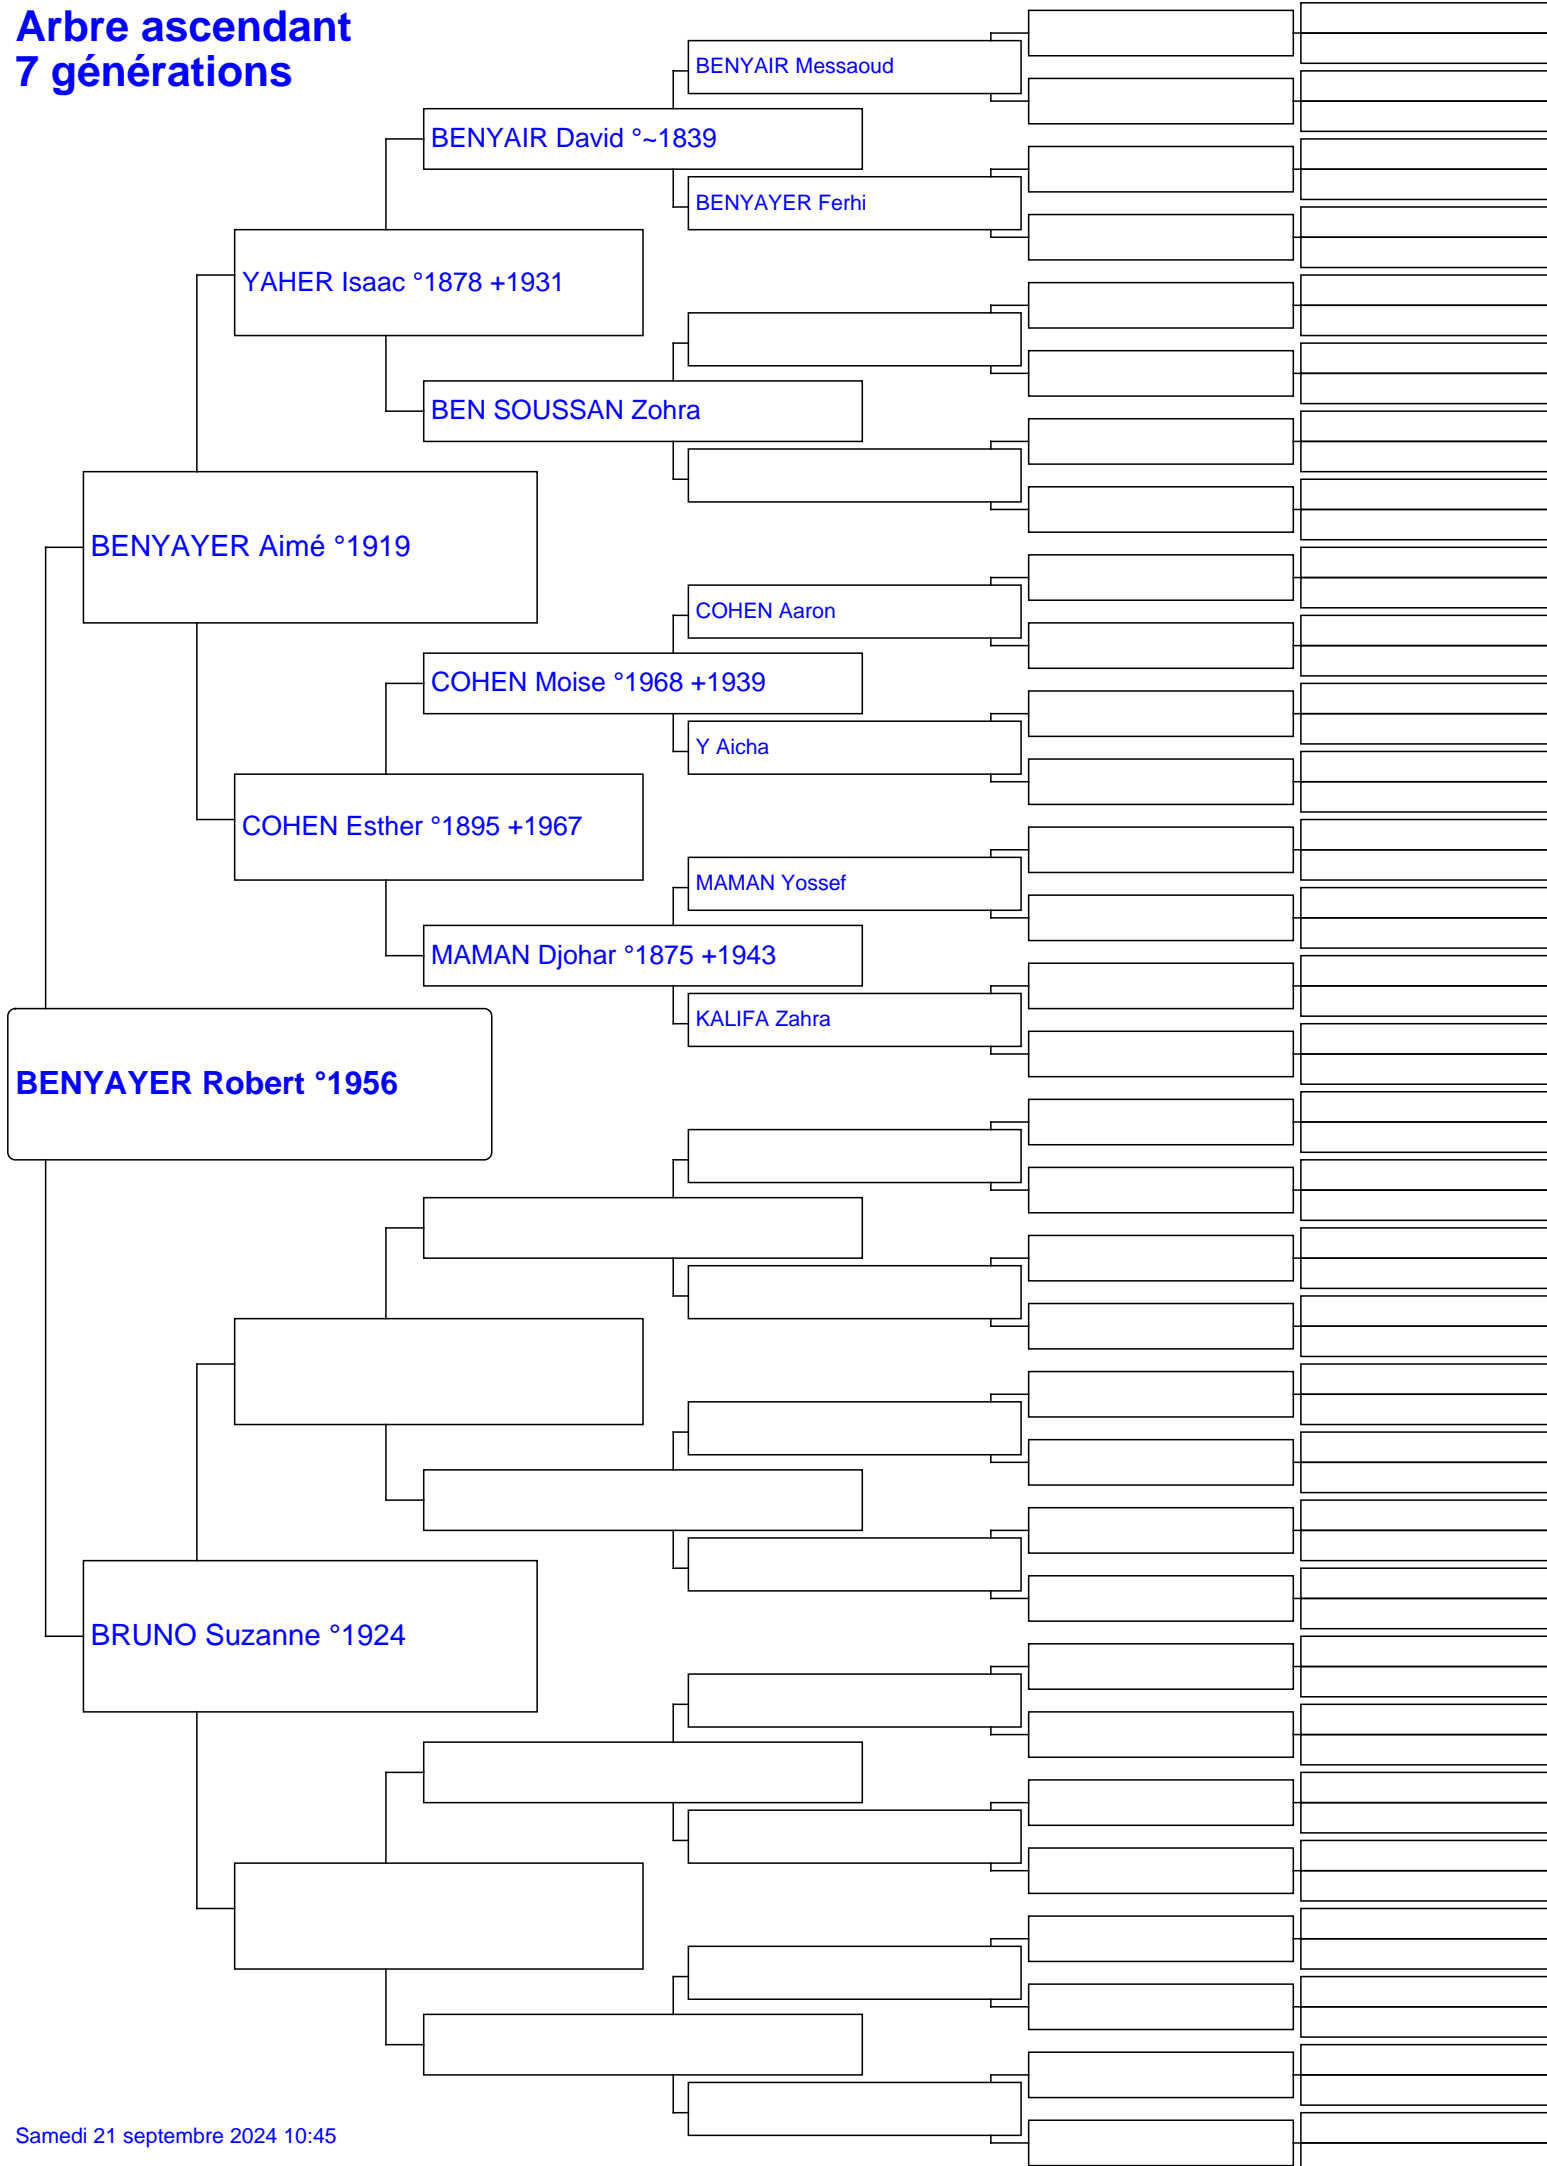 Arbre ascendant
7 générations
BENYAIR Messaoud
BENYAIR David °~1839
BENYAYER Ferhi
YAHER Isaac °1878 +1931
BEN SOUSSAN Zohra
BENYAYER Aimé °1919
COHEN Aaron
COHEN Moise °1968 +1939
Y Aicha
COHEN Esther °1895 +1967
MAMAN Yossef
MAMAN Djohar °1875 +1943
KALIFA Zahra
BENYAYER Robert °1956
BRUNO Suzanne °1924
Samedi 21 septembre 2024 10:45